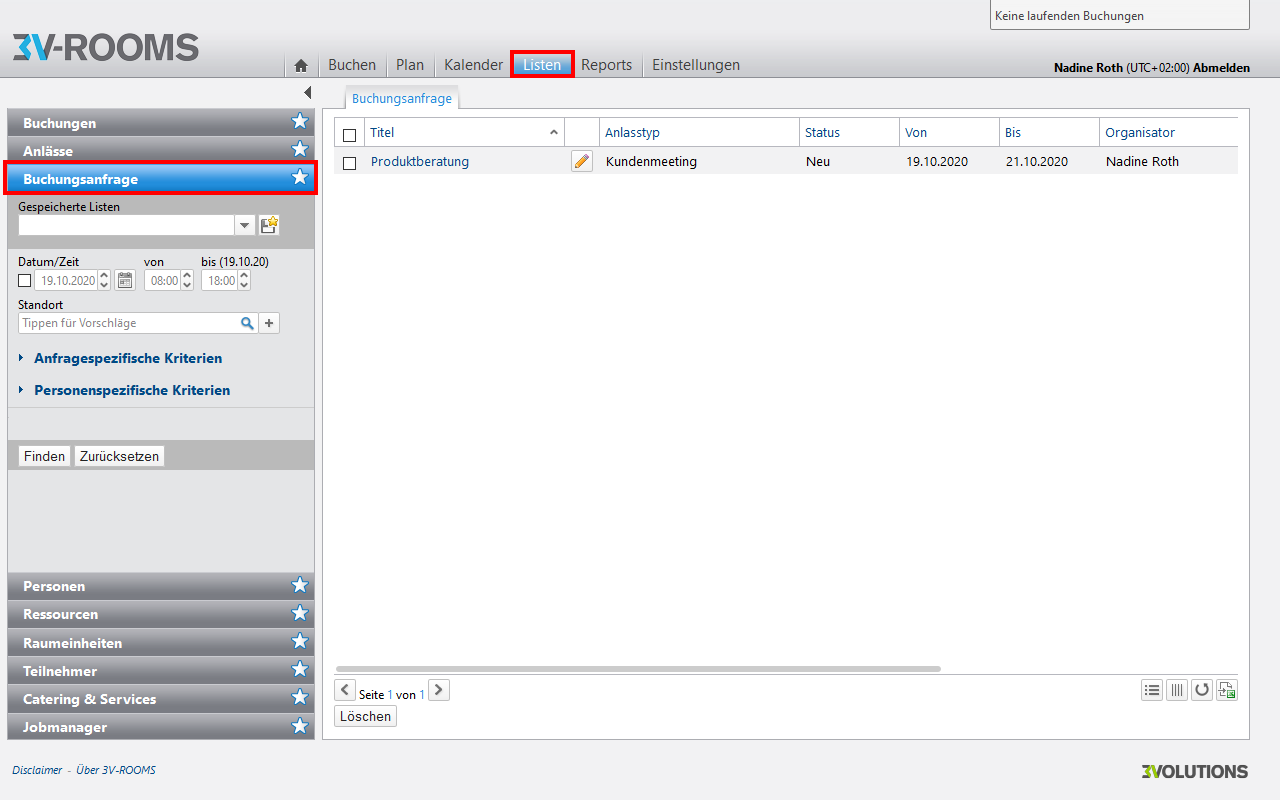 Keine laufenden Buchungen
3V-ROOMS
Buchen Plan Kalender Listen Reports Einstellungen
Nadine Roth (UTC+02:00) Abmelden
Buchungen
Anlässe
Buchungsanfrage
Gespeicherte Listen
Datum/Zeit von bis (19.10.20)
19.10.2020 08:00 18:00
Standort
Tippen für Vorschläge
Anfragespezifische Kriterien
Personenspezifische Kriterien
Finden Zurücksetzen
Personen
Ressourcen
Raumeinheiten
Teilnehmer
Catering & Services
Jobmanager
Buchungsanfrage
Titel Anlasstyp Status Von Bis Organisator
Produktberatung Kundenmeeting Neu 19.10.2020 21.10.2020 Nadine Roth
Seite 1 von 1
Löschen
Disclaimer - Über 3V-ROOMS
3VOLUTIONS